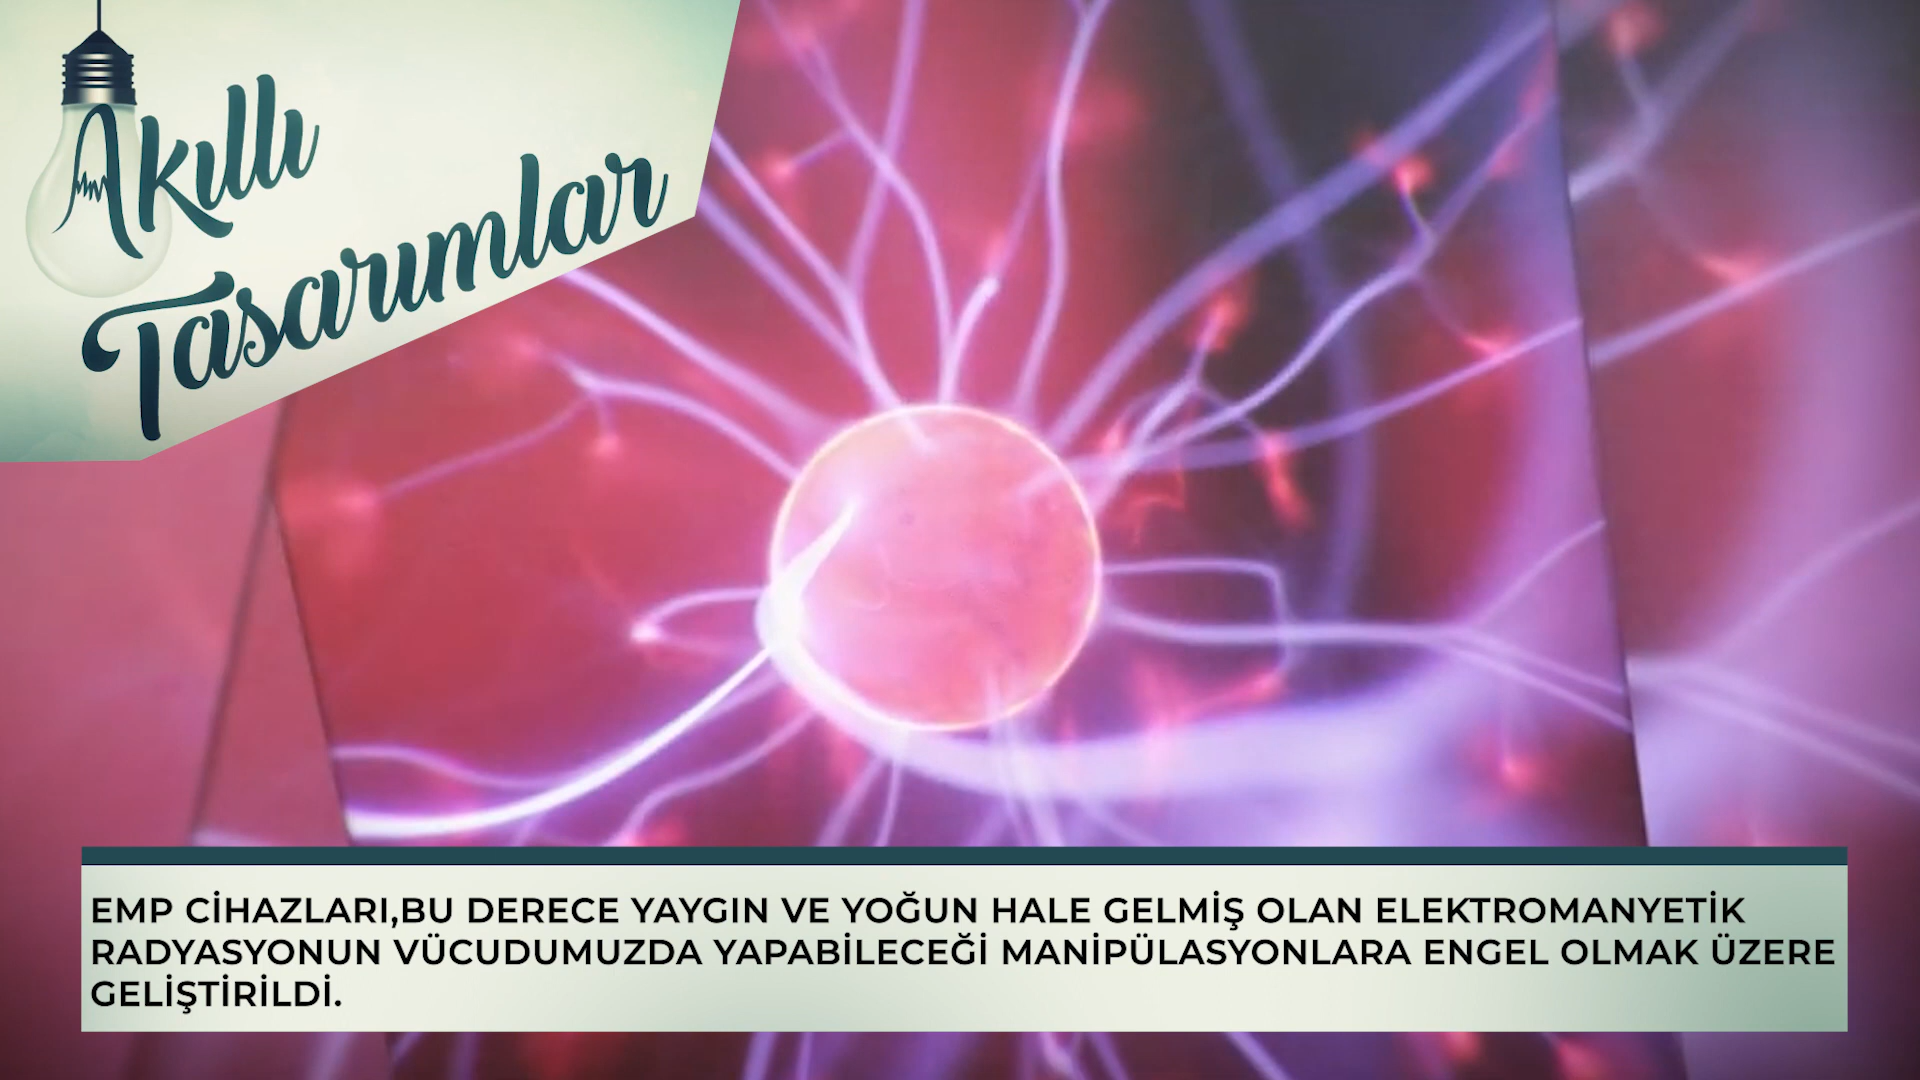 Akıllı
Tasarımlar
EMP CİHAZLARI,BU DERECE YAYGIN VE YOĞUN HALE GELMİŞ OLAN ELEKTROMANYETİK
RADYASYONUN VÜCUDUMUZDA YAPABİLECEĞİ MANİPÜLASYONLARA ENGEL OLMAK ÜZERE
GELİŞTİRİLDİ.